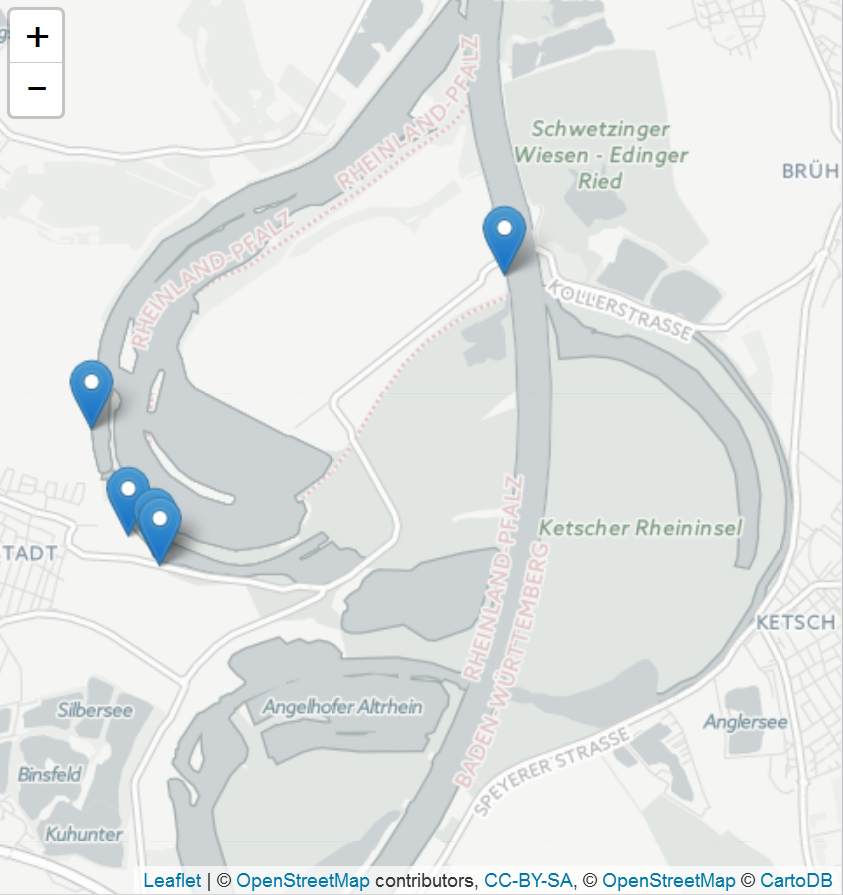 +
−
RHEINLAND-PFALZ
RHEINLAND-PFALZ
RHEINLAND-PFALZ
Schwetzinger
Wiesen - Edinger
Ried
BRÜH
KOLLERSTRASSE
TADT
RHEINLAND-PFALZ
BADEN-WÜRTTEMBERG
Ketscher Rheininsel
KETSCH
Silbersee
Angelhofer Altrhein
Anglersee
SPEYERER STRASSE
Binsfeld
Kuhunter
Leaflet | © OpenStreetMap contributors, CC-BY-SA, © OpenStreetMap © CartoDB